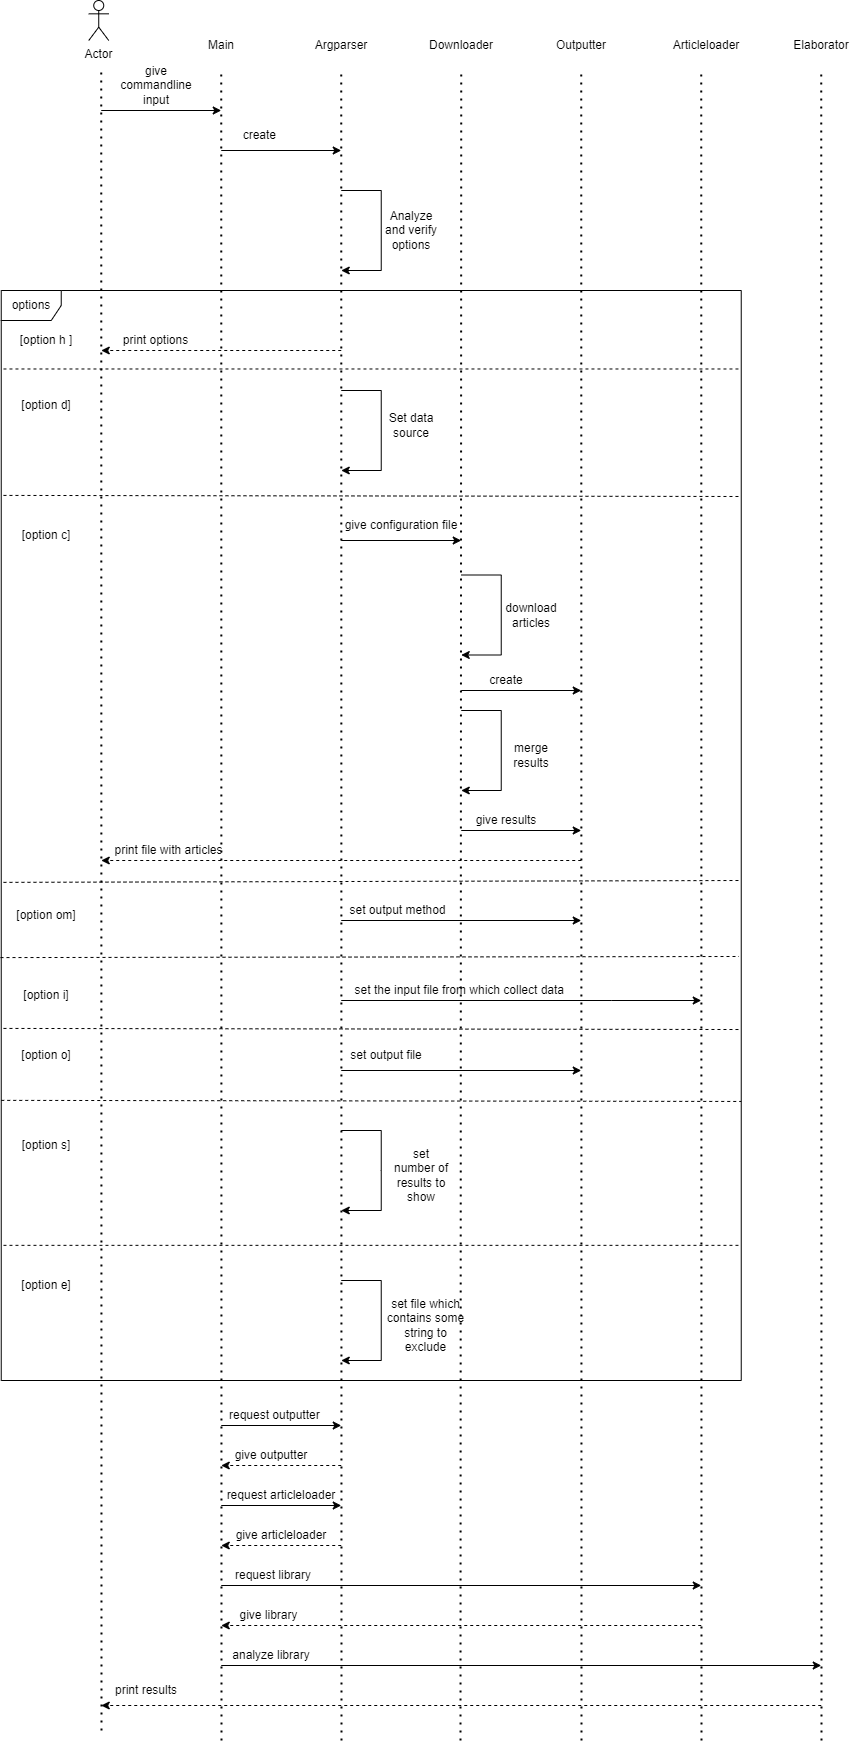 Actor
Main
Argparser
Downloader
Outputter
Articleloader
Elaborator
give
commandline
input
create
Analyze
and verify
options
options
[option h ]
print options
[option d]
Set data
source
[option c]
give configuration file
download
articles
create
merge
results
give results
print file with articles
[option om]
set output method
[option i]
set the input file from which collect data
[option o]
set output file
[option s]
set
number of
results to
show
[option e]
set file which
contains some
string to
exclude
request outputter
give outputter
request articleloader
give articleloader
request library
give library
analyze library
print results